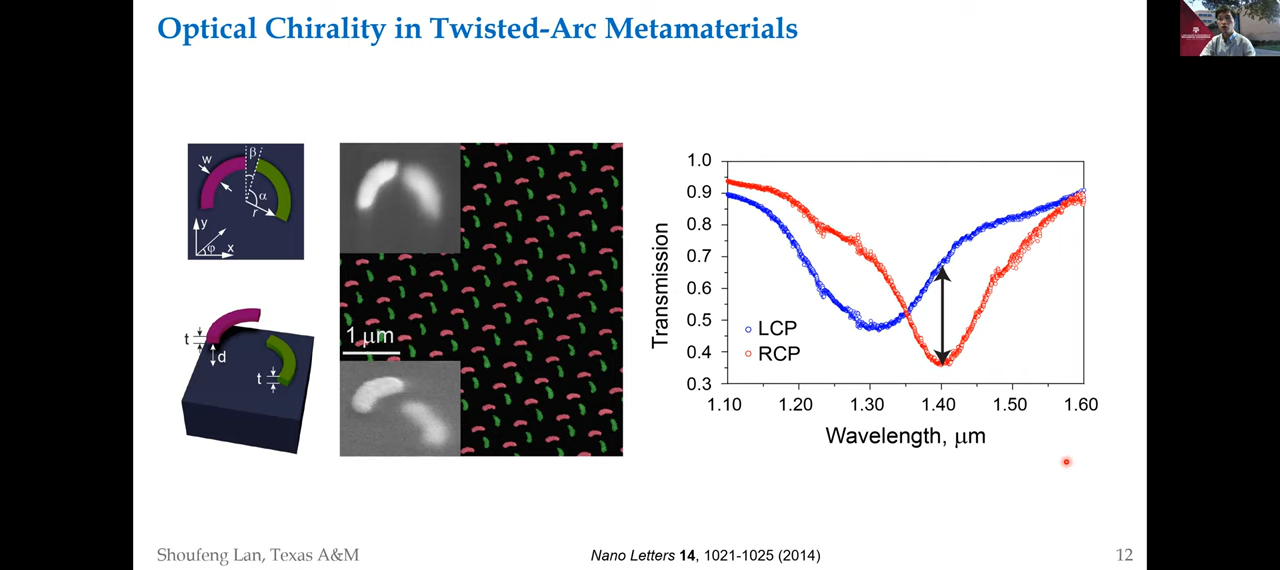 Optical Chirality in Twisted-Arc Metamaterials
w
β
α
r
y
φ
x
t
d
t
1 μm
Transmission
1.0
0.9
0.8
0.7
0.6
0.5
0.4
0.3
LCP
RCP
1.10 1.20 1.30 1.40 1.50 1.60
Wavelength, μm
Shoufeng Lan, Texas A&M
Nano Letters 14, 1021-1025 (2014)
12